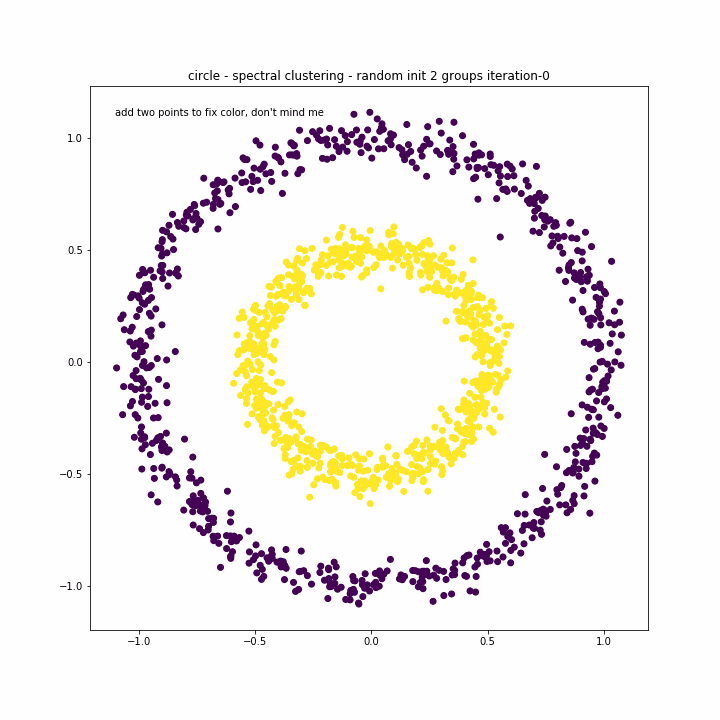 circle - spectral clustering - random init 2 groups iteration-0
add two points to fix color, don't mind me
1.0
0.5
0.0
−0.5
−1.0
−1.0 −0.5 0.0 0.5 1.0